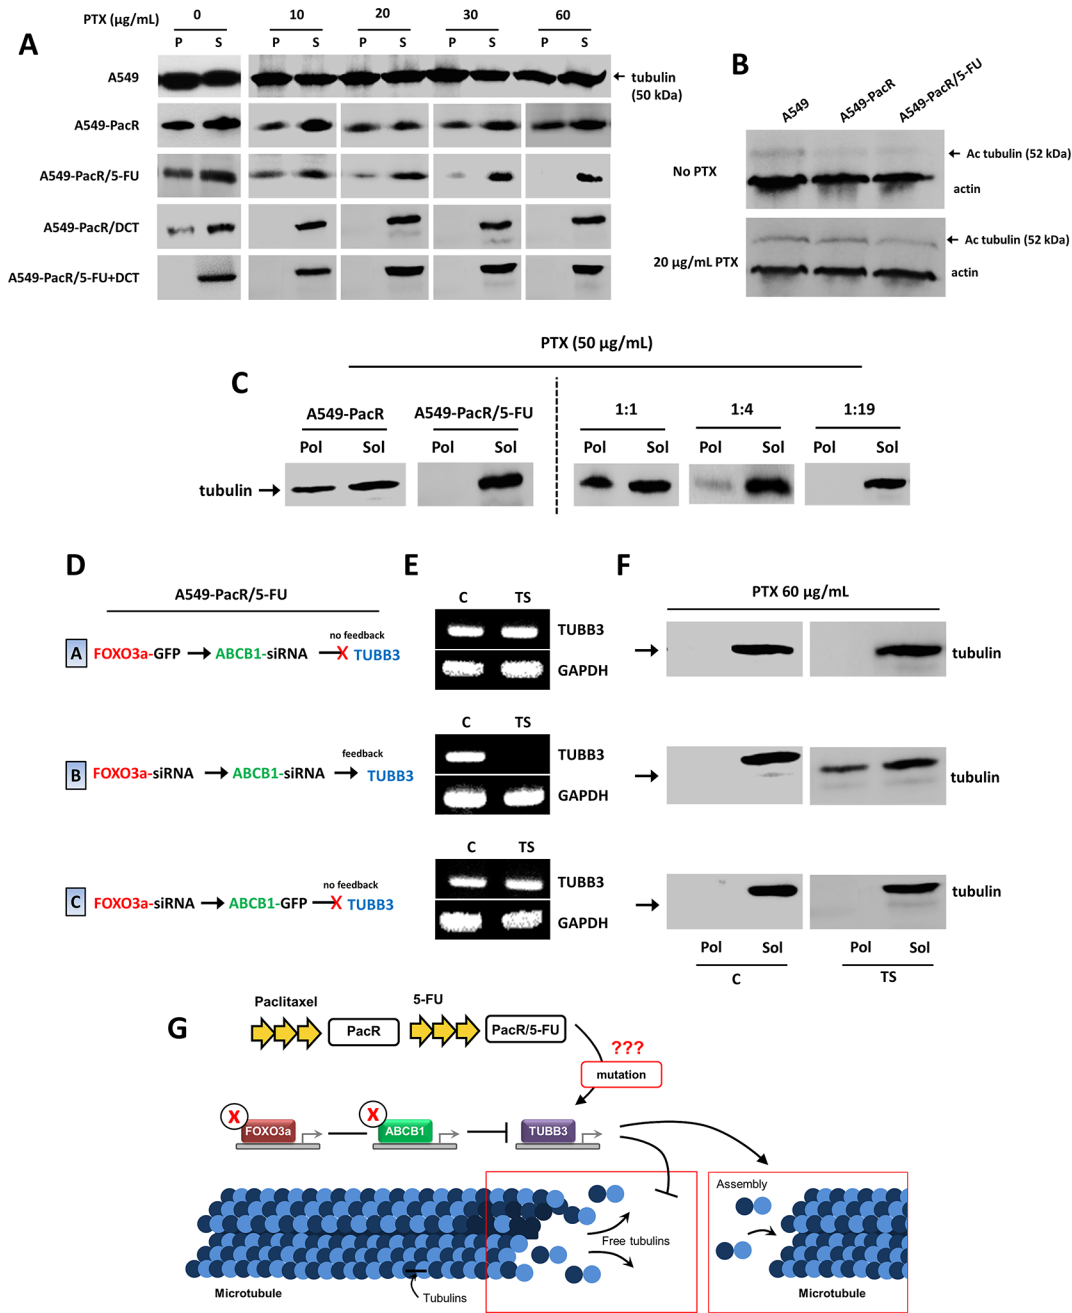 A
PTX (µg/mL) 0 10 20 30 60
P S P S P S P S P S
A549
tubulin
(50 kDa)
A549-PacR
A549-PacR/5-FU
A549-PacR/DCT
A549-PacR/5-FU+DCT
B
A549 A549-PacR A549-PacR/5-FU
No PTX
Ac tubulin (52 kDa)
actin
20 µg/mL PTX
Ac tubulin (52 kDa)
actin
C
PTX (50 µg/mL)
A549-PacR A549-PacR/5-FU 1:1 1:4 1:19
Pol Sol Pol Sol Pol Sol Pol Sol Pol Sol
tubulin
D
A549-PacR/5-FU
A FOXO3a-GFP ABCB1-siRNA no feedback X TUBB3
B FOXO3a-siRNA ABCB1-siRNA feedback TUBB3
C FOXO3a-siRNA ABCB1-GFP no feedback X TUBB3
E
C TS
TUBB3
GAPDH
C TS
TUBB3
GAPDH
C TS
TUBB3
GAPDH
F
PTX 60 µg/mL
tubulin
tubulin
tubulin
Pol Sol Pol Sol
C TS
G
Paclitaxel 5-FU
PacR PacR/5-FU
???
mutation
X FOXO3a X ABCB1 TUBB3
Assembly
Free tubulins
Microtubule
Tubulins
Microtubule